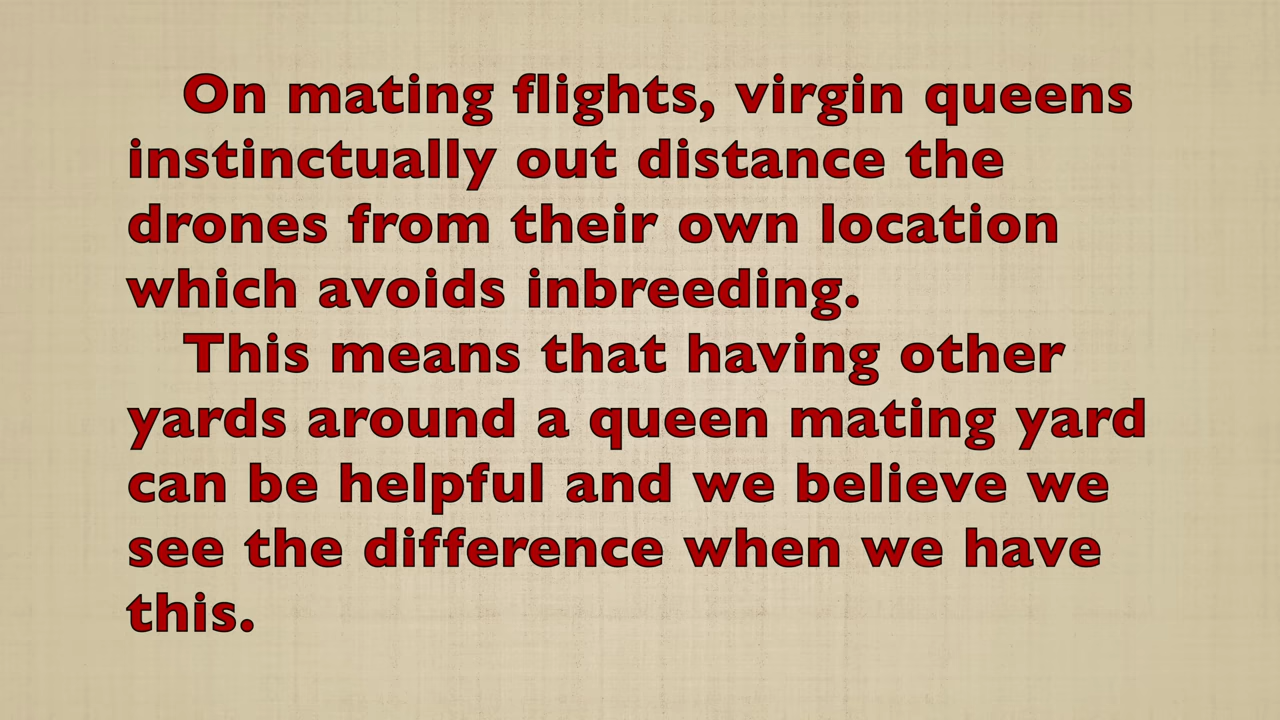 On mating flights, virgin queens
instinctually out distance the
drones from their own location
which avoids inbreeding.
This means that having other
yards around a queen mating yard
can be helpful and we believe we
see the difference when we have
this.